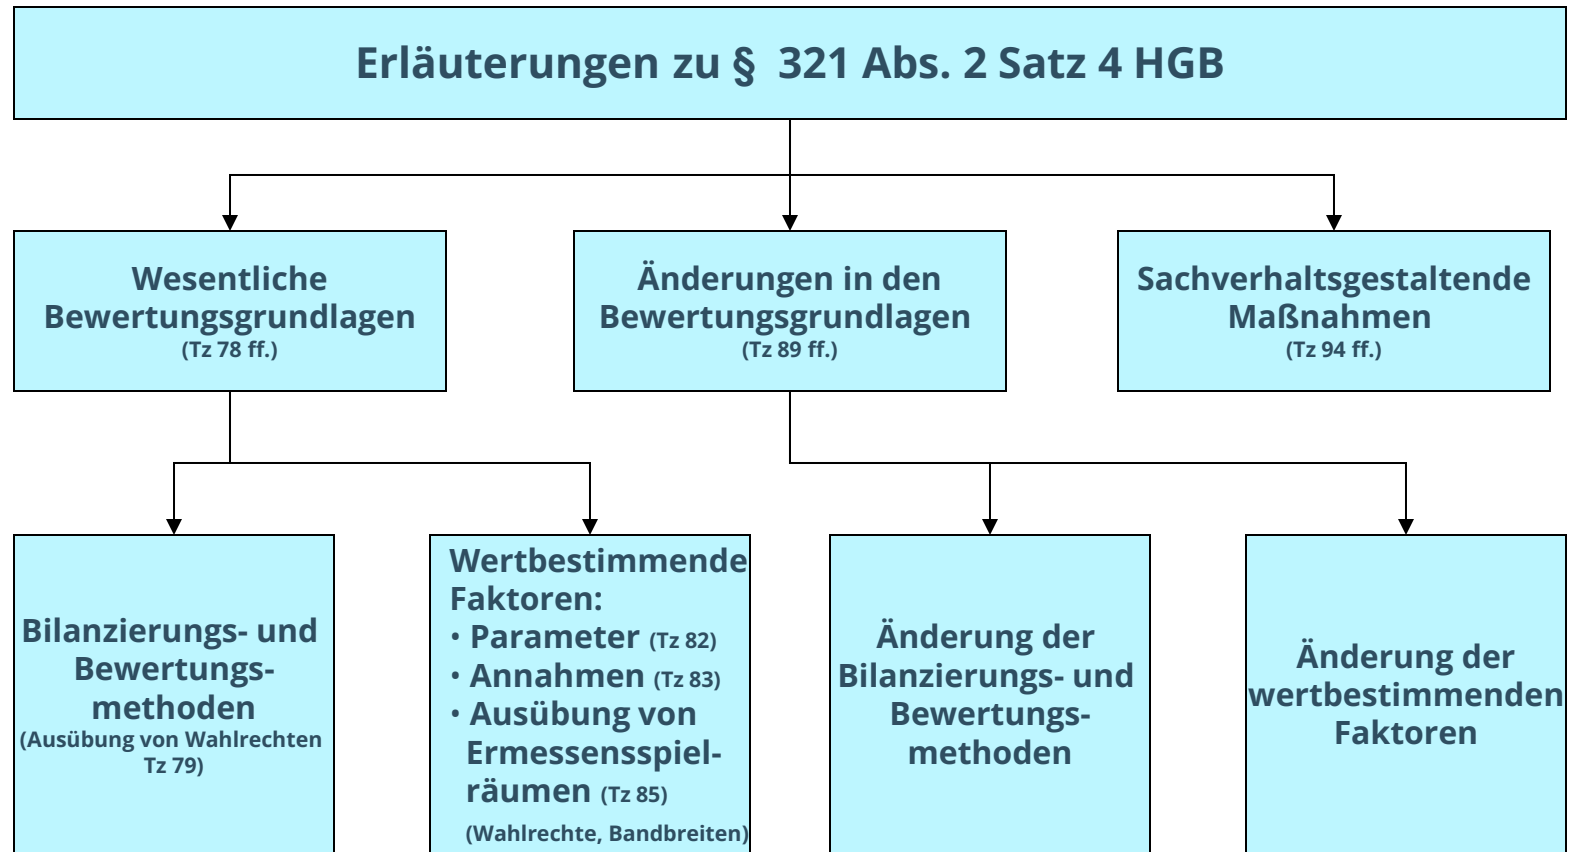 Erläuterungen zu § 321 Abs. 2 Satz 4 HGB
Wesentliche
Bewertungsgrundlagen
(Tz 78 ff.)
Änderungen in den
Bewertungsgrundlagen
(Tz 89 ff.)
Sachverhaltsgestaltende
Maßnahmen
(Tz 94 ff.)
Bilanzierungs- und
Bewertungs-
methoden
(Ausübung von Wahlrechten
Tz 79)
Wertbestimmende
Faktoren:
• Parameter (Tz 82)
• Annahmen (Tz 83)
• Ausübung von
Ermessensspiel-
räumen (Tz 85)
(Wahlrechte, Bandbreiten)
Änderung der
Bilanzierungs- und
Bewertungs-
methoden
Änderung der
wertbestimmenden
Faktoren